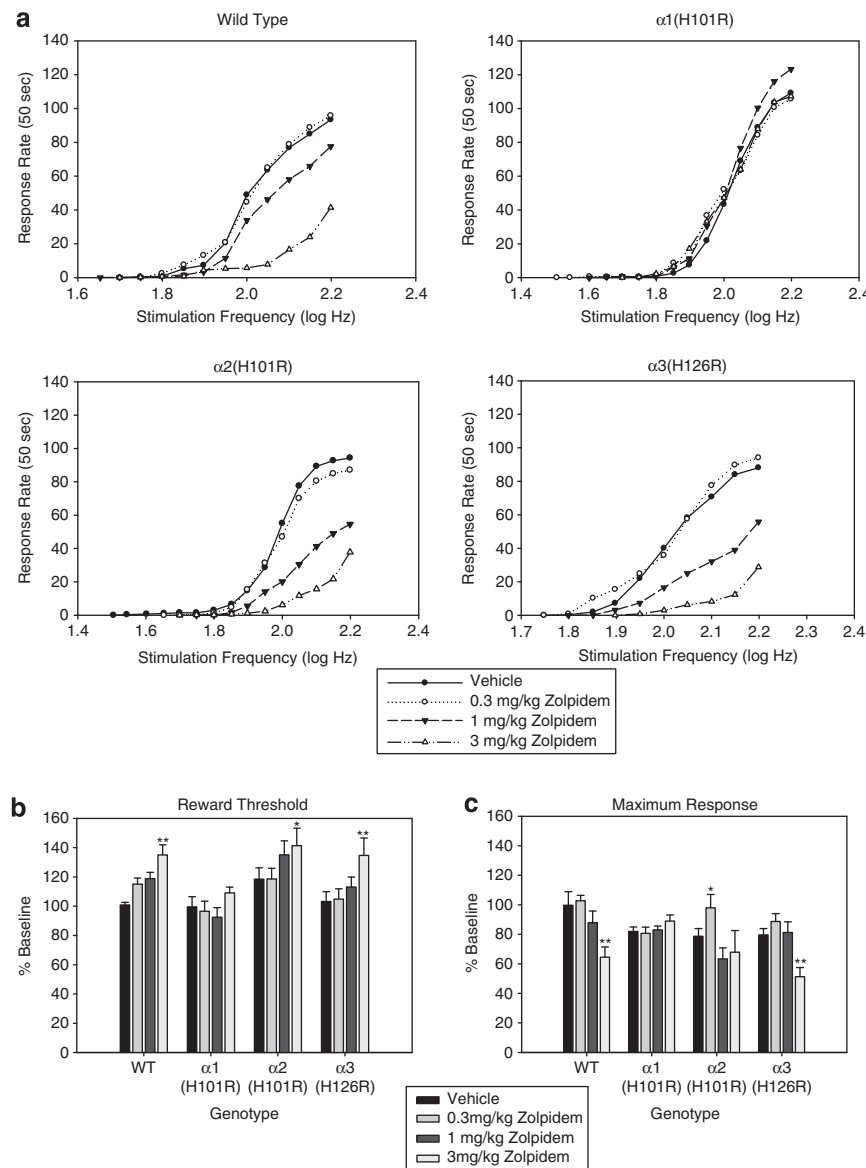 a
Wild Type
α1(H101R)
Response Rate (50 sec)
140
120
100
80
60
40
20
0
1.6 1.8 2.0 2.2 2.4
Stimulation Frequency (log Hz)
Response Rate (50 sec)
140
120
100
80
60
40
20
0
1.4 1.6 1.8 2.0 2.2 2.4
Stimulation Frequency (log Hz)
α2(H101R)
α3(H126R)
Response Rate (50 sec)
140
120
100
80
60
40
20
0
1.4 1.6 1.8 2.0 2.2 2.4
Stimulation Frequency (log Hz)
Response Rate (50 sec)
140
120
100
80
60
40
20
0
1.7 1.8 1.9 2.0 2.1 2.2 2.3 2.4
Stimulation Frequency (log Hz)
Vehicle
0.3 mg/kg Zolpidem
1 mg/kg Zolpidem
3 mg/kg Zolpidem
b
Reward Threshold
% Baseline
160
140
120
100
80
60
40
20
0
**
*
**
WT α1 α2 α3
(H101R) (H101R) (H126R)
Genotype
c
Maximum Response
% Baseline
160
140
120
100
80
60
40
20
0
**
*
**
WT α1 α2 α3
(H101R) (H101R) (H126R)
Genotype
Vehicle
0.3mg/kg Zolpidem
1 mg/kg Zolpidem
3mg/kg Zolpidem